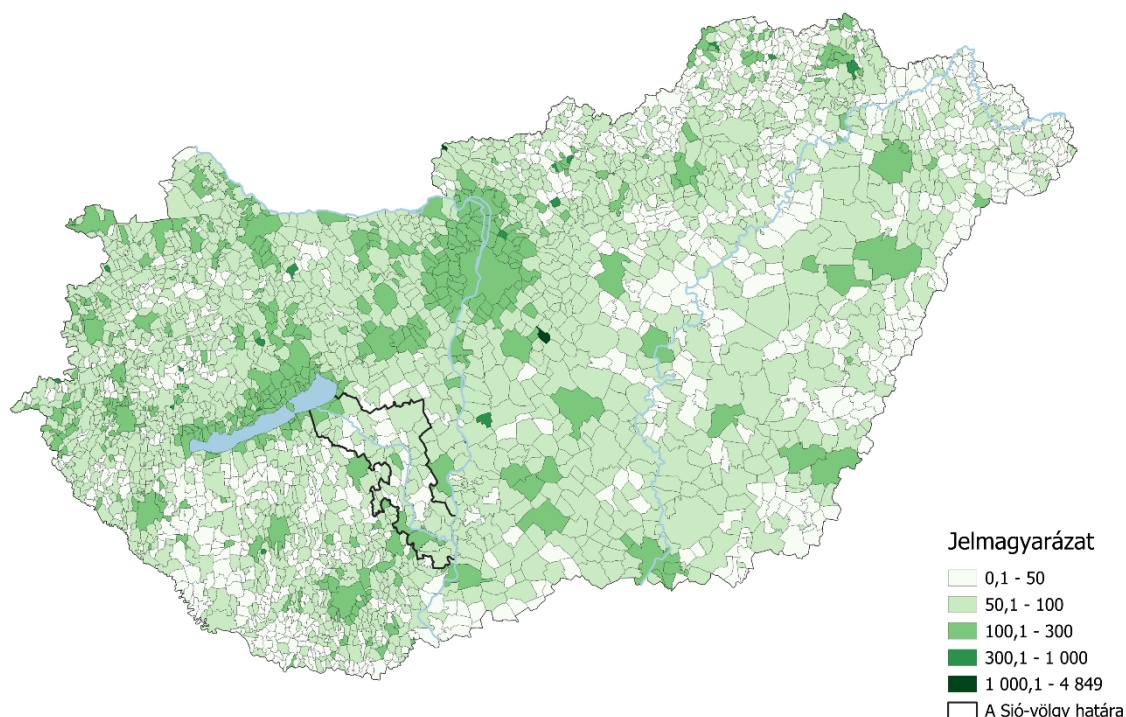 Jelmagyarázat
0,1 - 50
50,1 - 100
100,1 - 300
300,1 - 1 000
1 000,1 - 4 849
A Sió-völgy határa